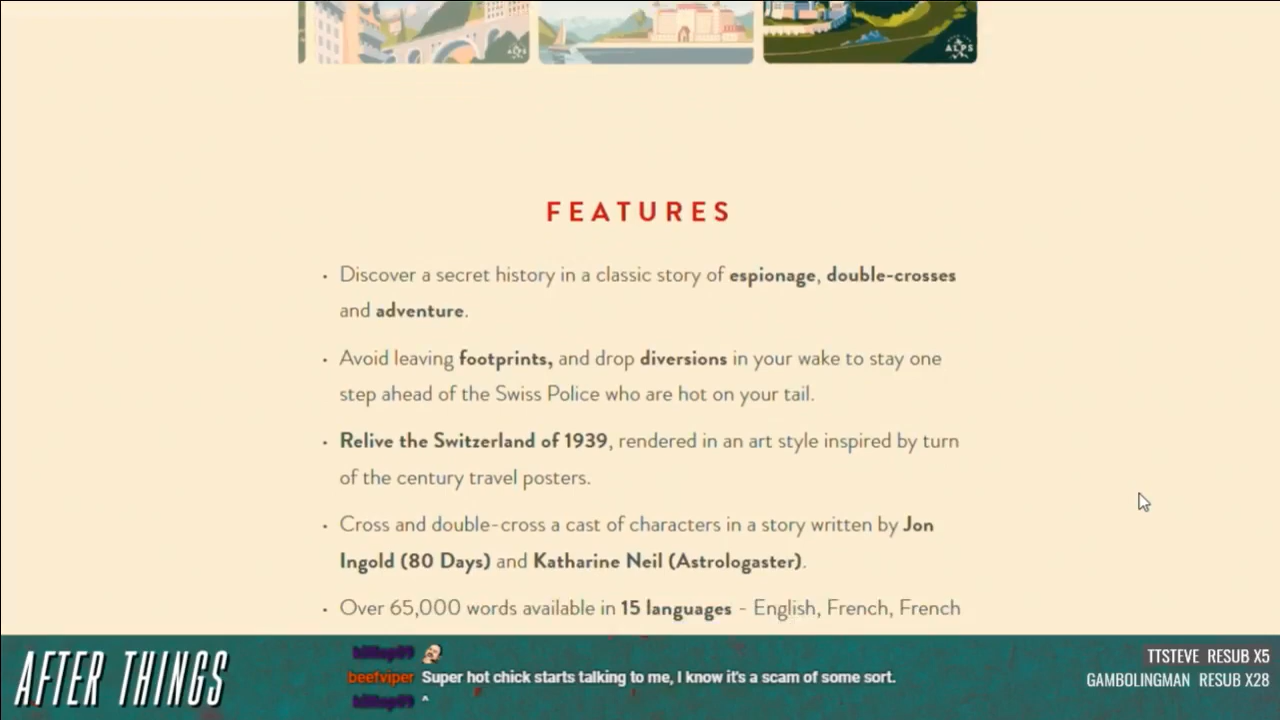 ALPS
ALPS
FEATURES
• Discover a secret history in a classic story of espionage, double-crosses
and adventure.
• Avoid leaving footprints, and drop diversions in your wake to stay one
step ahead of the Swiss Police who are hot on your tail.
• Relive the Switzerland of 1939, rendered in an art style inspired by turn
of the century travel posters.
• Cross and double-cross a cast of characters in a story written by Jon
Ingold (80 Days) and Katharine Neil (Astrologaster).
• Over 65,000 words available in 15 languages - English, French, French
AFTER THINGS
beefviper Super hot chick starts talking to me, I know it's a scam of some sort.
^
TTSTEVE RESUB X5
GAMBOLINGMAN RESUB X28